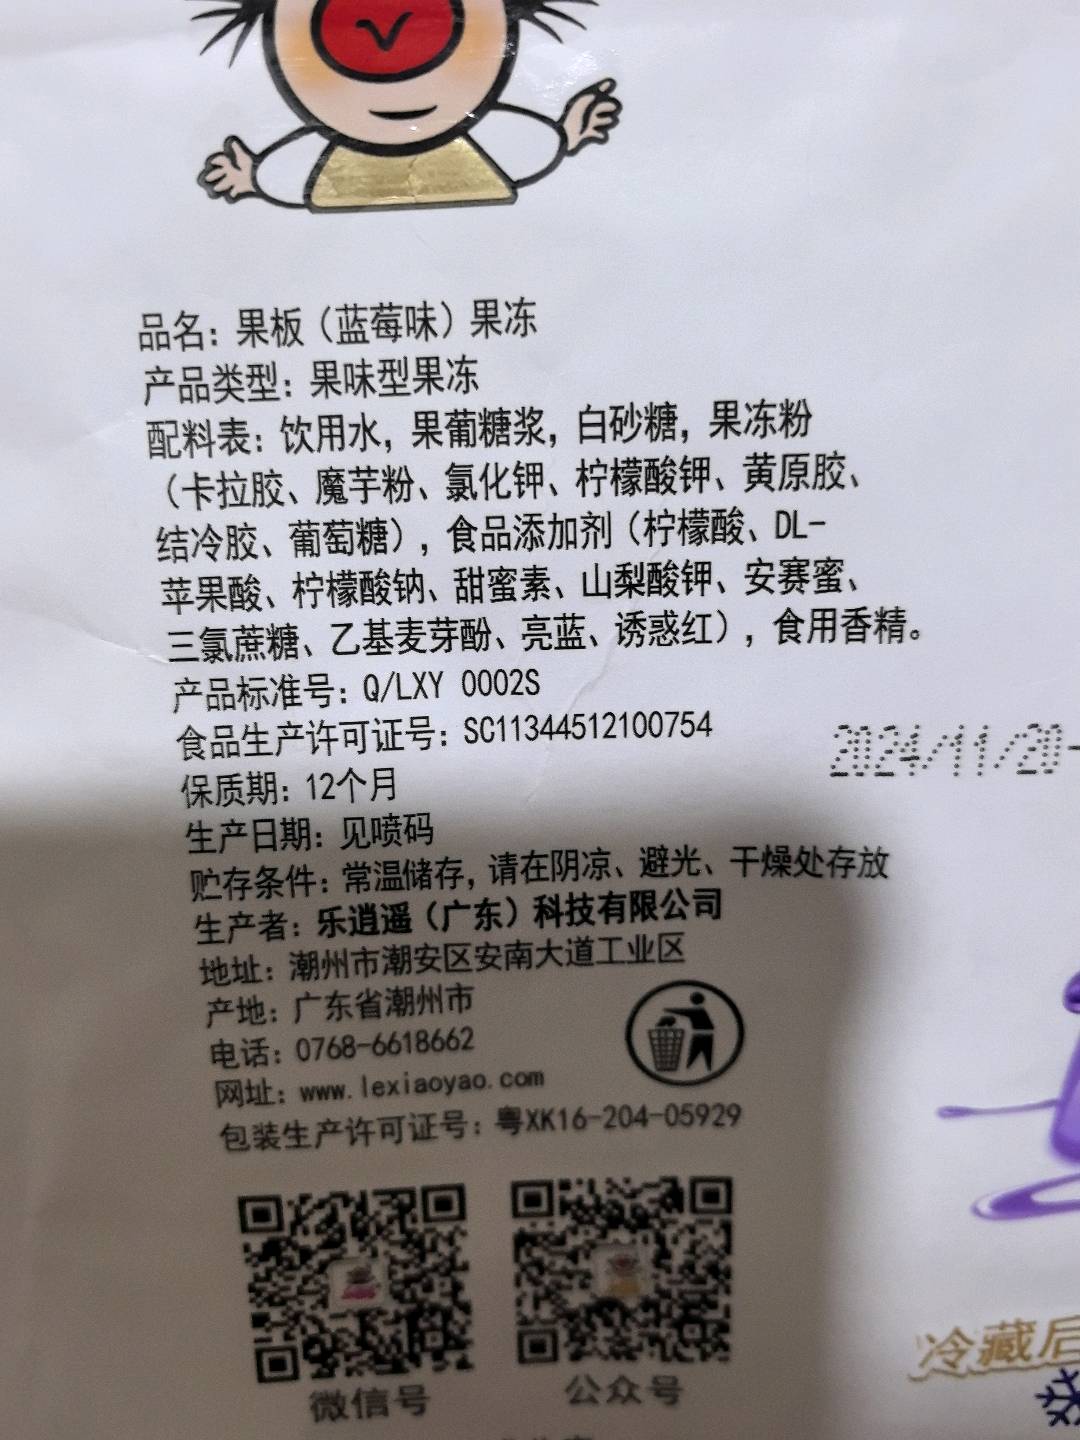 品名：果板（蓝莓味）果冻
产品类型：果味型果冻
配料表：饮用水，果葡糖浆，白砂糖，果冻粉
（卡拉胶、魔芋粉、氯化钾、柠檬酸钾、黄原胶、
结冷胶、葡萄糖），食品添加剂（柠檬酸、DL-
苹果酸、柠檬酸钠、甜蜜素、山梨酸钾、安赛蜜、
三氯蔗糖、乙基麦芽酚、亮蓝、诱惑红），食用香精。
产品标准号：Q/LXY 0002S
食品生产许可证号：SC11344512100754
2024/11/20-
保质期：12个月
生产日期：见喷码
贮存条件：常温储存，请在阴凉、避光、干燥处存放
生产者：乐逍遥（广东）科技有限公司
地址：潮州市潮安区安南大道工业区
产地：广东省潮州市
电话：0768-6618662
网址：www.lexiaoyao.com
包装生产许可证号：粤XK16-204-05929
微信号
公众号
冷藏后